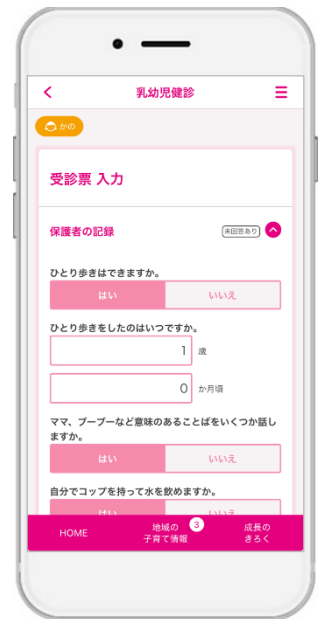 乳幼児健診
かの
受診票 入力
保護者の記録
未回答あり
ひとり歩きはできますか。
はい
いいえ
ひとり歩きをしたのはいつですか。
1 歳
0 か月頃
ママ、ブーブーなど意味のあることばをいくつか話し
ますか。
はい
いいえ
自分でコップを持って水を飲めますか。
はい
いいえ
HOME
地域の
子育て情報
3
成長の
きろく